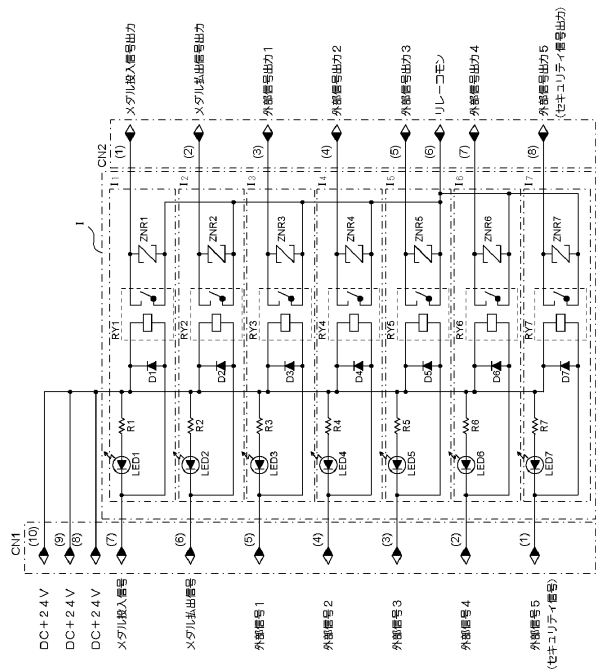 CN1
DC+24V
(10)
DC+24V
(9)
DC+24V
(8)
メダル投入信号
(7)
メダル払出信号
(6)
外部信号1
(5)
外部信号2
(4)
外部信号3
(3)
外部信号4
(2)
外部信号5
(セキュリティ信号)
(1)
I
I1
LED1
R1
D1
RY1
ZNR1
I2
LED2
R2
D2
RY2
ZNR2
I3
LED3
R3
D3
RY3
ZNR3
I4
LED4
R4
D4
RY4
ZNR4
I5
LED5
R5
D5
RY5
ZNR5
I6
LED6
R6
D6
RY6
ZNR6
I7
LED7
R7
D7
RY7
ZNR7
CN2
(1)
メダル投入信号出力
(2)
メダル払出信号出力
(3)
外部信号出力1
(4)
外部信号出力2
(5)
外部信号出力3
(6)
リレーコモン
(7)
外部信号出力4
(8)
外部信号出力5
(セキュリティ信号出力)